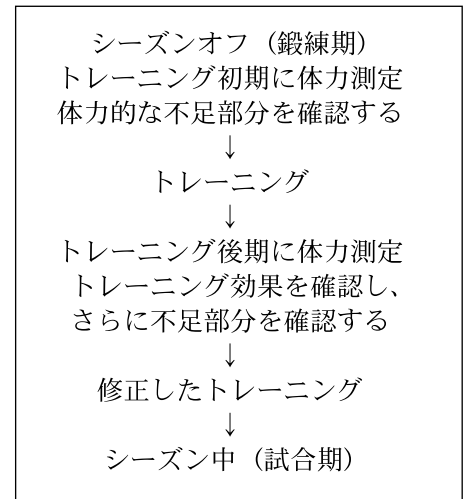 シーズンオフ（鍛練期）
トレーニング初期に体力測定
体力的な不足部分を確認する
↓
トレーニング
↓
トレーニング後期に体力測定
トレーニング効果を確認し、
さらに不足部分を確認する
↓
修正したトレーニング
↓
シーズン中（試合期）